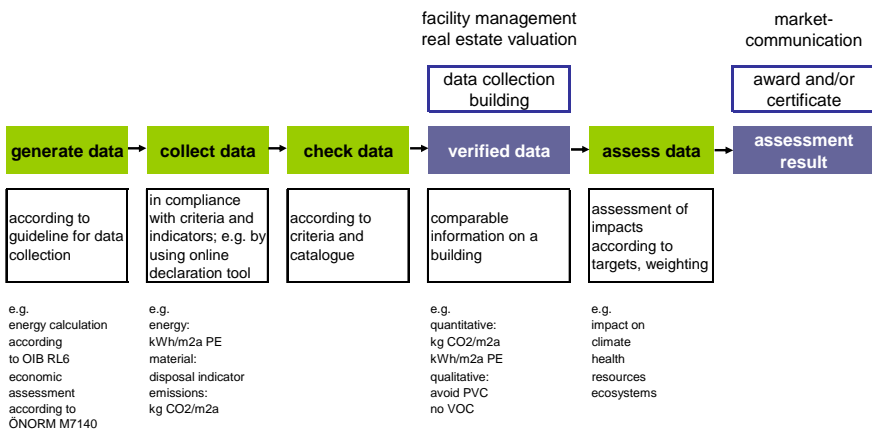 facility management
real estate valuation
market-
communication
data collection
building
award and/or
certificate
generate data
collect data
check data
verified data
assess data
assessment
result
according to
guideline for data
collection
in compliance
with criteria and
indicators; e.g. by
using online
declaration tool
according to
criteria and
catalogue
comparable
information on a
building
assessment of
impacts
according to
targets, weighting
e.g.
energy calculation
according
to OIB RL6
economic
assessment
according to
ÖNORM M7140
e.g.
energy:
kWh/m2a PE
material:
disposal indicator
emissions:
kg CO2/m2a
e.g.
quantitative:
kg CO2/m2a
kWh/m2a PE
qualitative:
avoid PVC
no VOC
e.g.
impact on
climate
health
resources
ecosystems